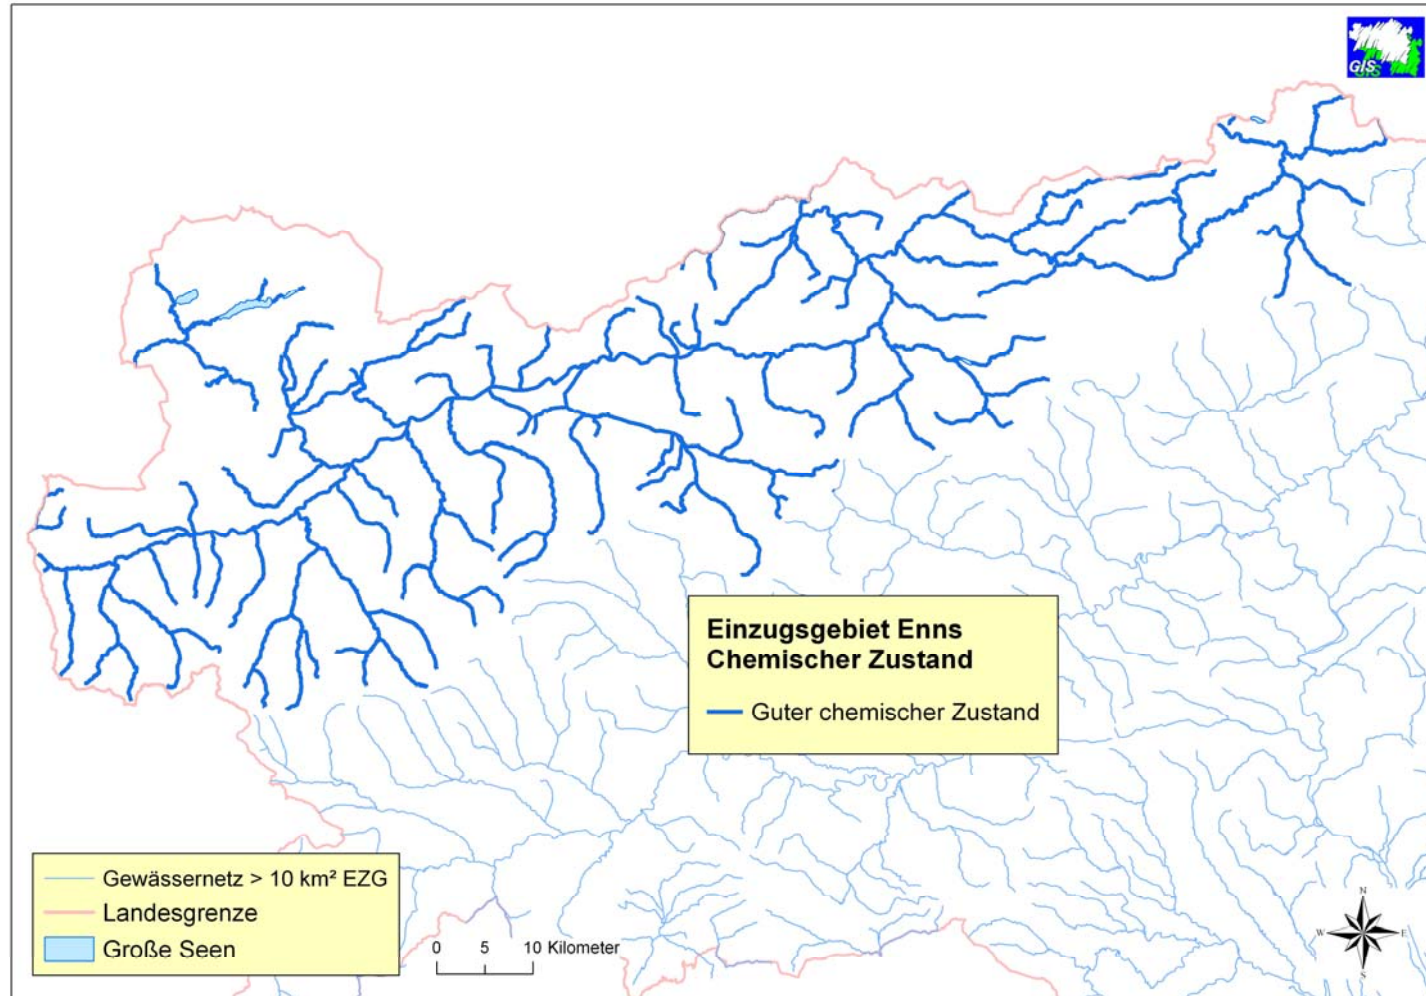 GIS
GIS
Einzugsgebiet Enns
Chemischer Zustand
Guter chemischer Zustand
Gewässernetz > 10 km² EZG
Landesgrenze
Große Seen
0 5 10 Kilometer
N
W E
S